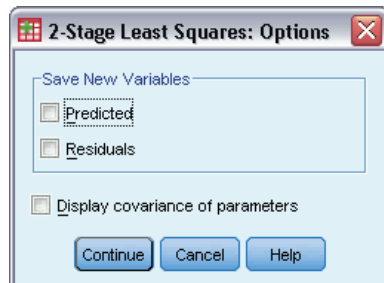 2-Stage Least Squares: Options
Save New Variables
Predicted
Residuals
Display covariance of parameters
Continue Cancel Help